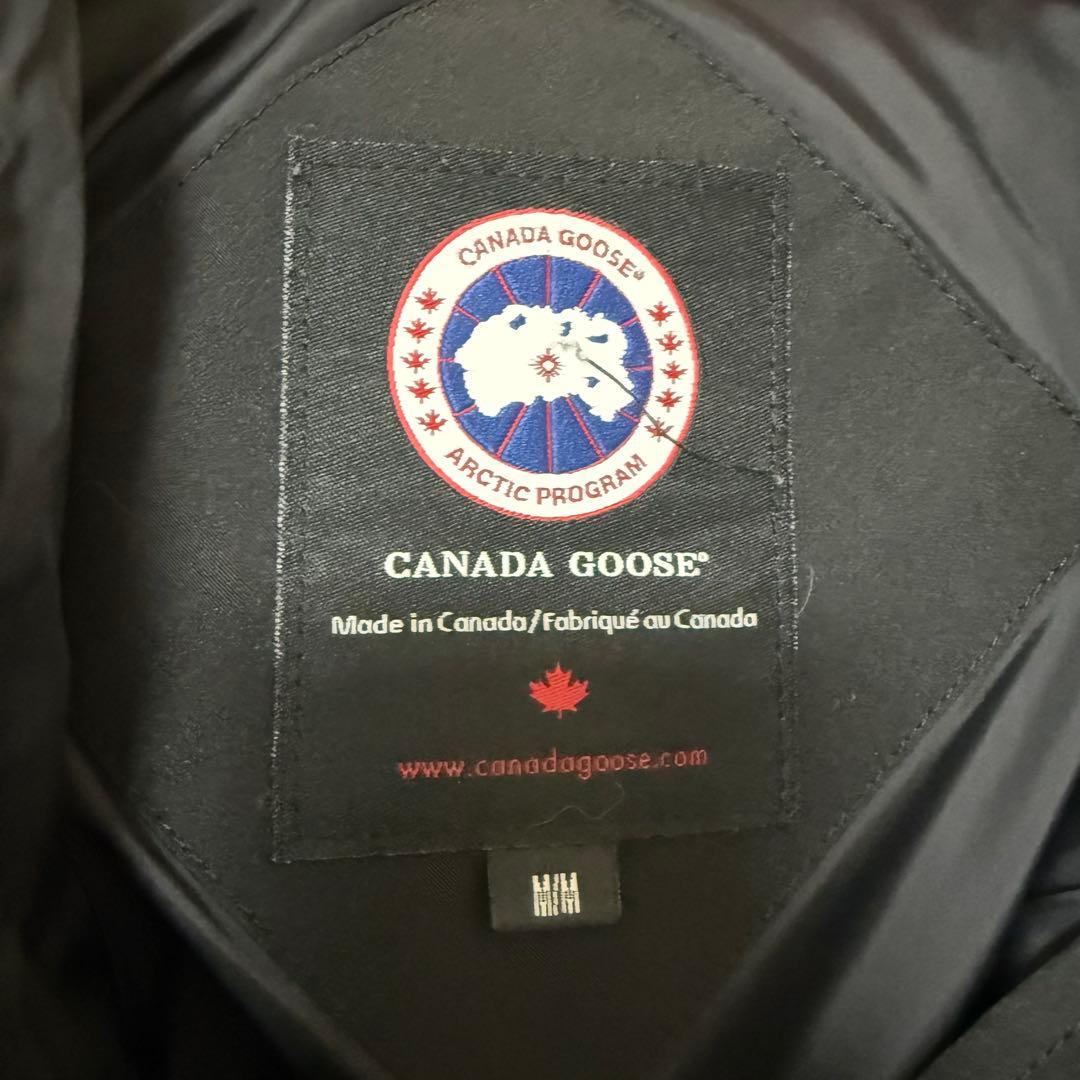 CANADA GOOSE®
ARCTIC PROGRAM
CANADA GOOSE®
Made in Canada/Fabriqué au Canada
www.canadagoose.com
M/M